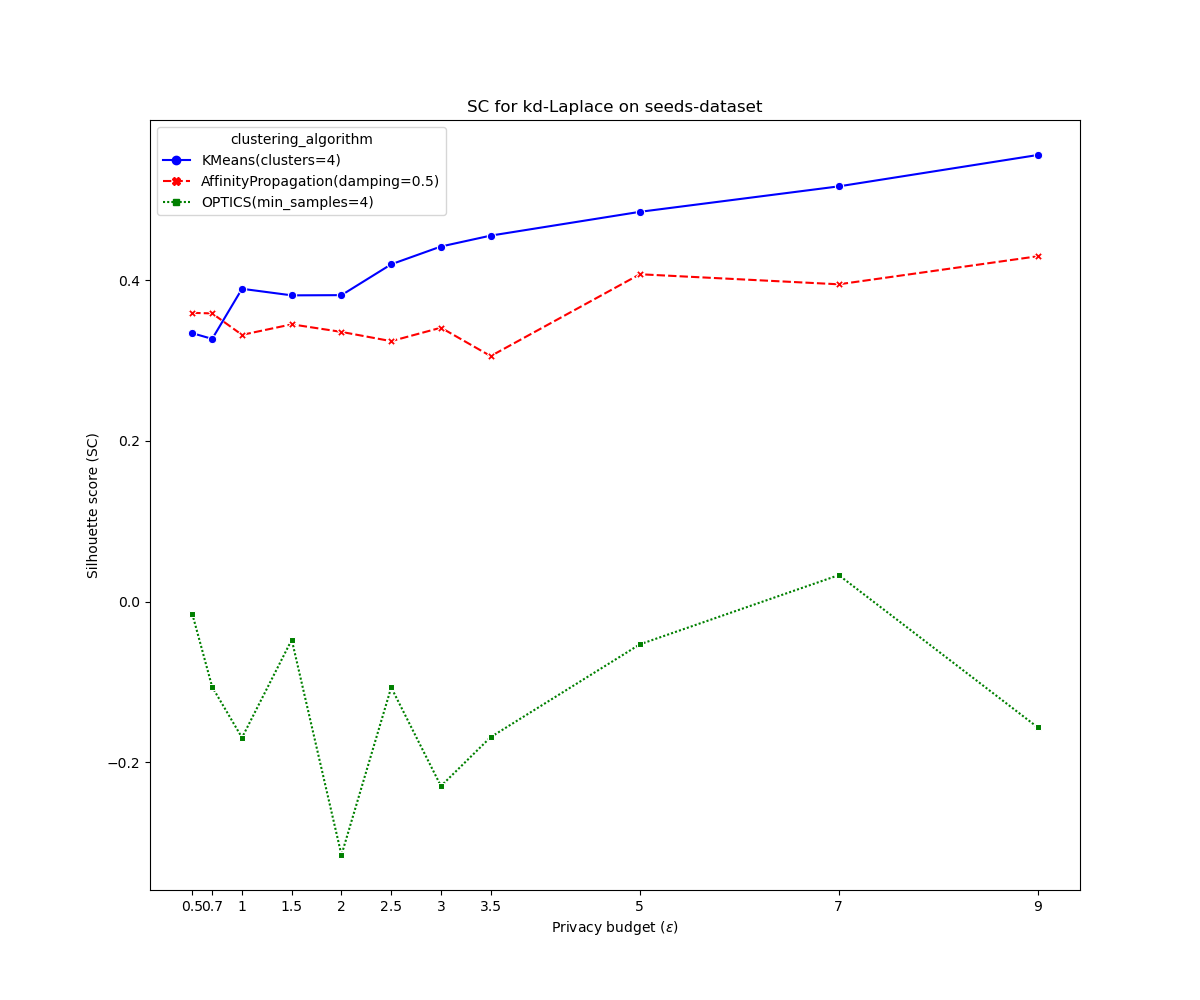 SC for kd-Laplace on seeds-dataset
clustering_algorithm
KMeans(clusters=4)
AffinityPropagation(damping=0.5)
OPTICS(min_samples=4)
Silhouette score (SC)
0.4
0.2
0.0
−0.2
0.5 0.7 1 1.5 2 2.5 3 3.5 5 7 9
Privacy budget (ε)